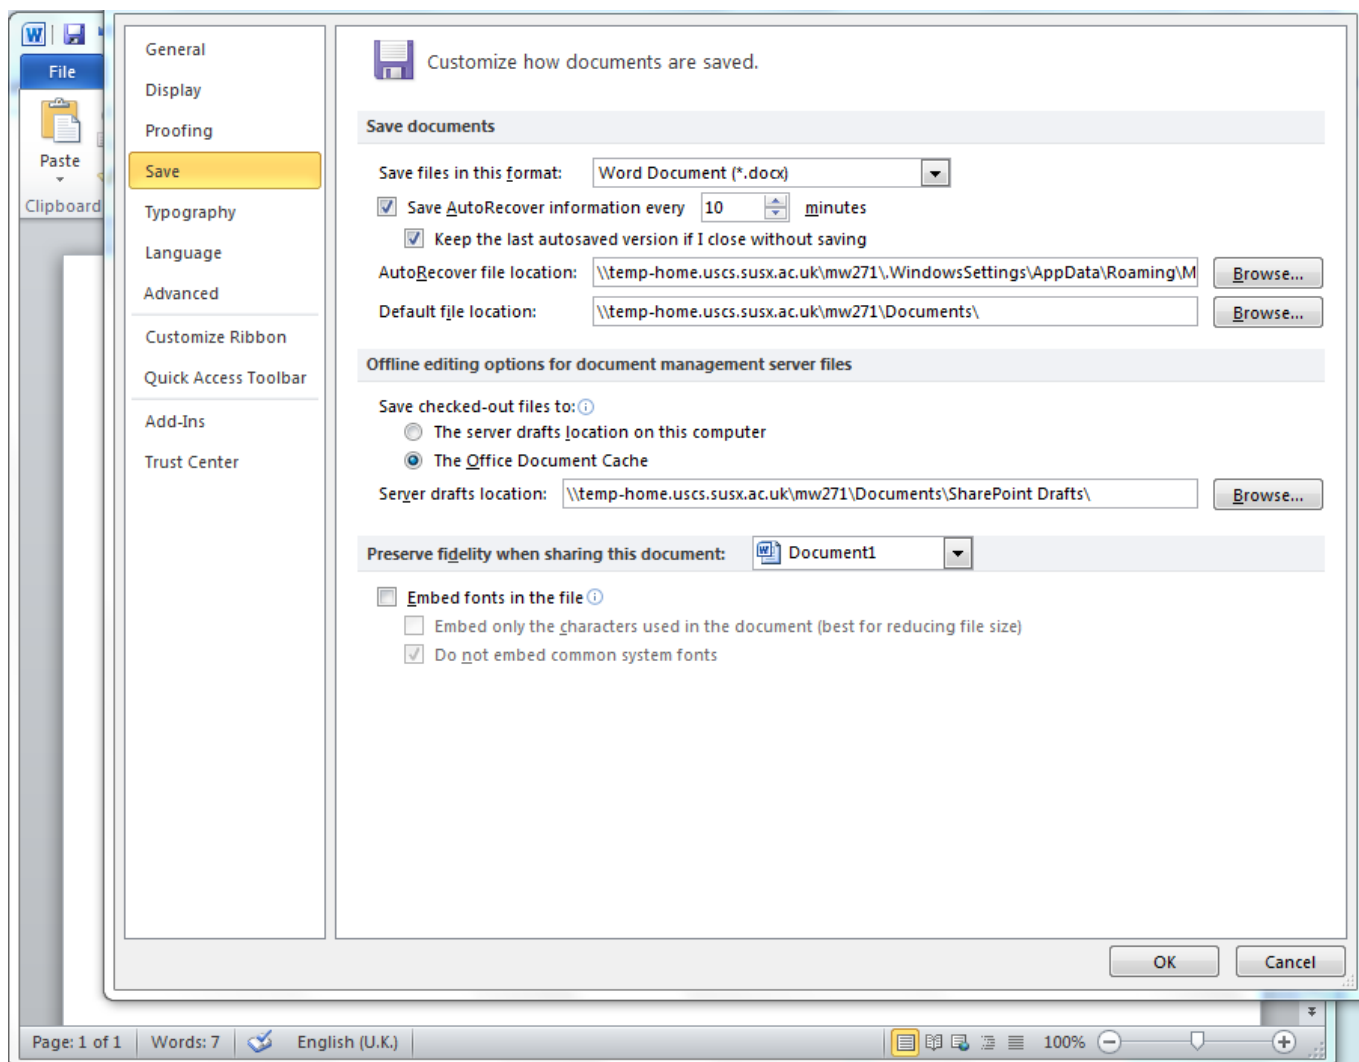 File
Paste
Clipboard
General
Display
Proofing
Save
Typography
Language
Advanced
Customize Ribbon
Quick Access Toolbar
Add-Ins
Trust Center
Customize how documents are saved.
Save documents
Save files in this format: Word Document (*.docx)
Save AutoRecover information every 10 minutes
Keep the last autosaved version if I close without saving
AutoRecover file location: \\temp-home.uscs.susx.ac.uk\mw271\.WindowsSettings\AppData\Roaming\M Browse...
Default file location: \\temp-home.uscs.susx.ac.uk\mw271\Documents\ Browse...
Offline editing options for document management server files
Save checked-out files to:
The server drafts location on this computer
The Office Document Cache
Server drafts location: \\temp-home.uscs.susx.ac.uk\mw271\Documents\SharePoint Drafts\ Browse...
Preserve fidelity when sharing this document: Document1
Embed fonts in the file
Embed only the characters used in the document (best for reducing file size)
Do not embed common system fonts
OK Cancel
Page: 1 of 1 Words: 7 English (U.K.) 100%